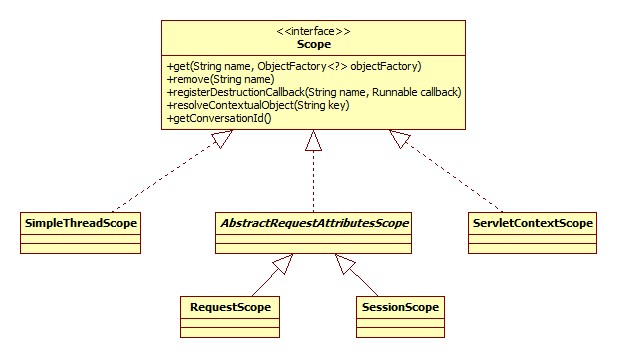 <<interface>>
Scope
+get(String name, ObjectFactory<?> objectFactory)
+remove(String name)
+registerDestructionCallback(String name, Runnable callback)
+resolveContextualObject(String key)
+getConversationId()
SimpleThreadScope
AbstractRequestAttributesScope
ServletContextScope
RequestScope
SessionScope